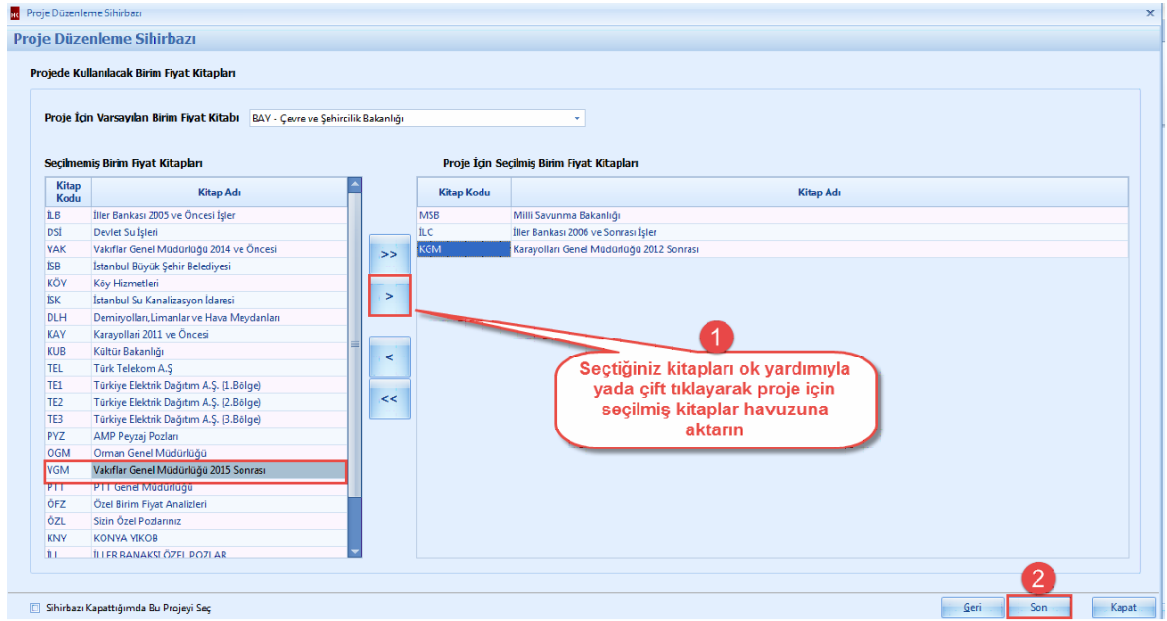 Proje Düzenleme Sihirbazı
Proje Düzenleme Sihirbazı
Projede Kullanılacak Birim Fiyat Kitapları
Proje İçin Varsayılan Birim Fiyat Kitabı BAY - Çevre ve Şehircilik Bakanlığı
Seçilmemiş Birim Fiyat Kitapları
Kitap Kodu Kitap Adı
İLB İller Bankası 2005 ve Öncesi İşler
DSİ Devlet Su İşleri
VAK Vakıflar Genel Müdürlüğü 2014 ve Öncesi
İSB İstanbul Büyük Şehir Belediyesi
KÖY Köy Hizmetleri
İSK İstanbul Su Kanalizasyon İdaresi
DLH Demiryolları,Limanlar ve Hava Meydanları
KAY Karayollari 2011 ve Öncesi
KUB Kültür Bakanlığı
TEL Türk Telekom A.Ş
TE1 Türkiye Elektrik Dağıtım A.Ş. (1.Bölge)
TE2 Türkiye Elektrik Dağıtım A.Ş. (2.Bölge)
TE3 Türkiye Elektrik Dağıtım A.Ş. (3.Bölge)
PYZ AMP Peyzaj Pozları
OGM Orman Genel Müdürlüğü
VGM Vakıflar Genel Müdürlüğü 2015 Sonrası
PTT PTT Genel Müdürlüğü
ÖFZ Özel Birim Fiyat Analizleri
ÖZL Sizin Özel Pozlarınız
KNY KONYA YİKOB
İLL İLLER BANAKSI ÖZEL POZLAR
>>
>
<
<<
Proje İçin Seçilmiş Birim Fiyat Kitapları
Kitap Kodu Kitap Adı
MSB Milli Savunma Bakanlığı
İLC İller Bankası 2006 ve Sonrası İşler
KGM Karayolları Genel Müdürlüğü 2012 Sonrası
1
Seçtiğiniz kitapları ok yardımıyla
yada çift tıklayarak proje için
seçilmiş kitaplar havuzuna
aktarın
2
Sihirbazı Kapattığımda Bu Projeyi Seç
Geri Son Kapat